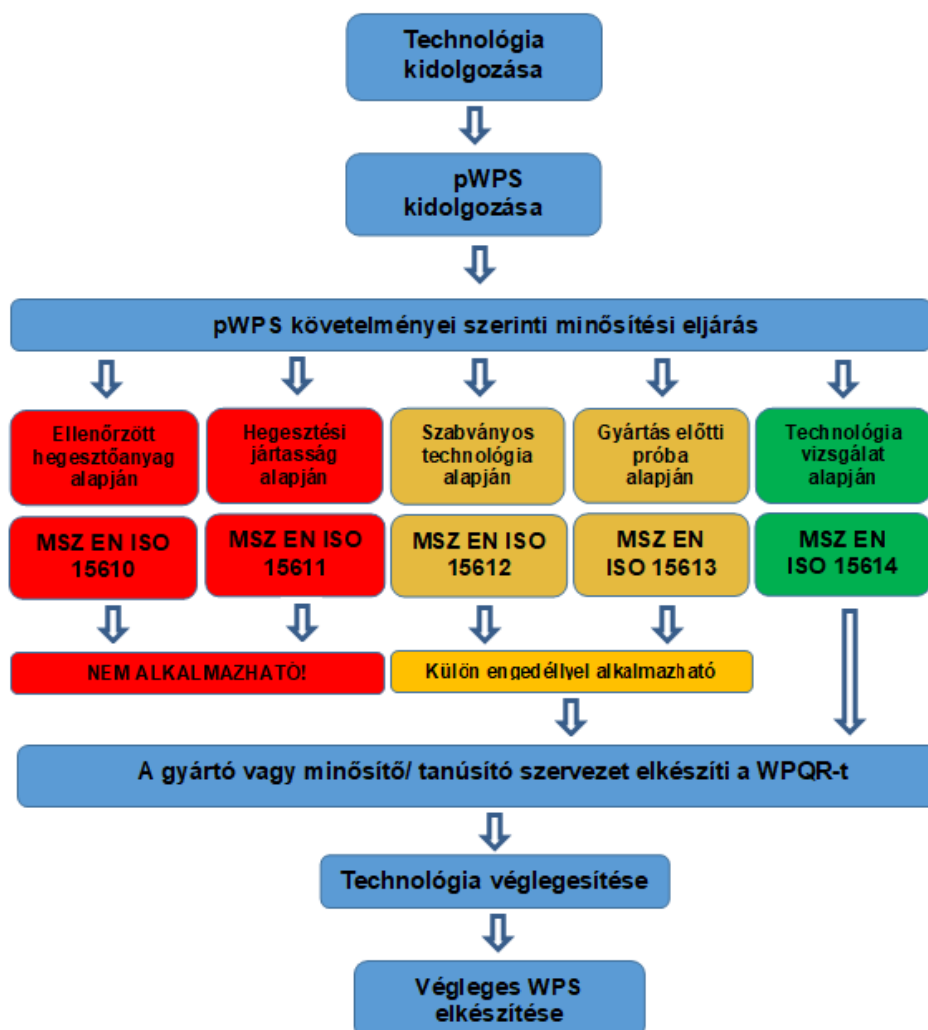 Technológia
kidolgozása
pWPS
kidolgozása
pWPS követelményei szerinti minősítési eljárás
Ellenőrzött
hegesztőanyag
alapján
Hegesztési
jártasság
alapján
Szabványos
technológia
alapján
Gyártás előtti
próba
alapján
Technológia
vizsgálat
alapján
MSZ EN ISO
15610
MSZ EN ISO
15611
MSZ EN ISO
15612
MSZ EN
ISO 15613
MSZ EN
ISO 15614
NEM ALKALMAZHATÓ!
Külön engedéllyel alkalmazható
A gyártó vagy minősítő/ tanúsító szervezet elkészíti a WPQR-t
Technológia véglegesítése
Végleges WPS
elkészítése